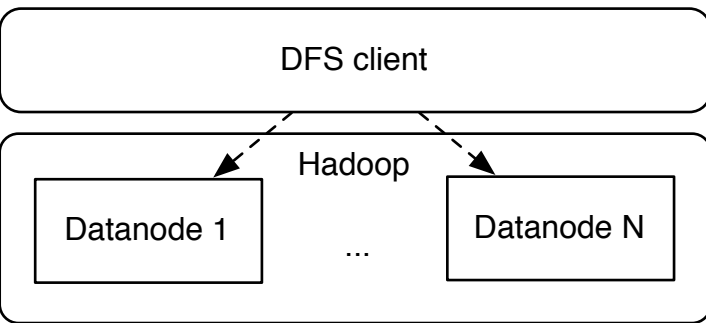 DFS client
Hadoop
Datanode 1
...
Datanode N